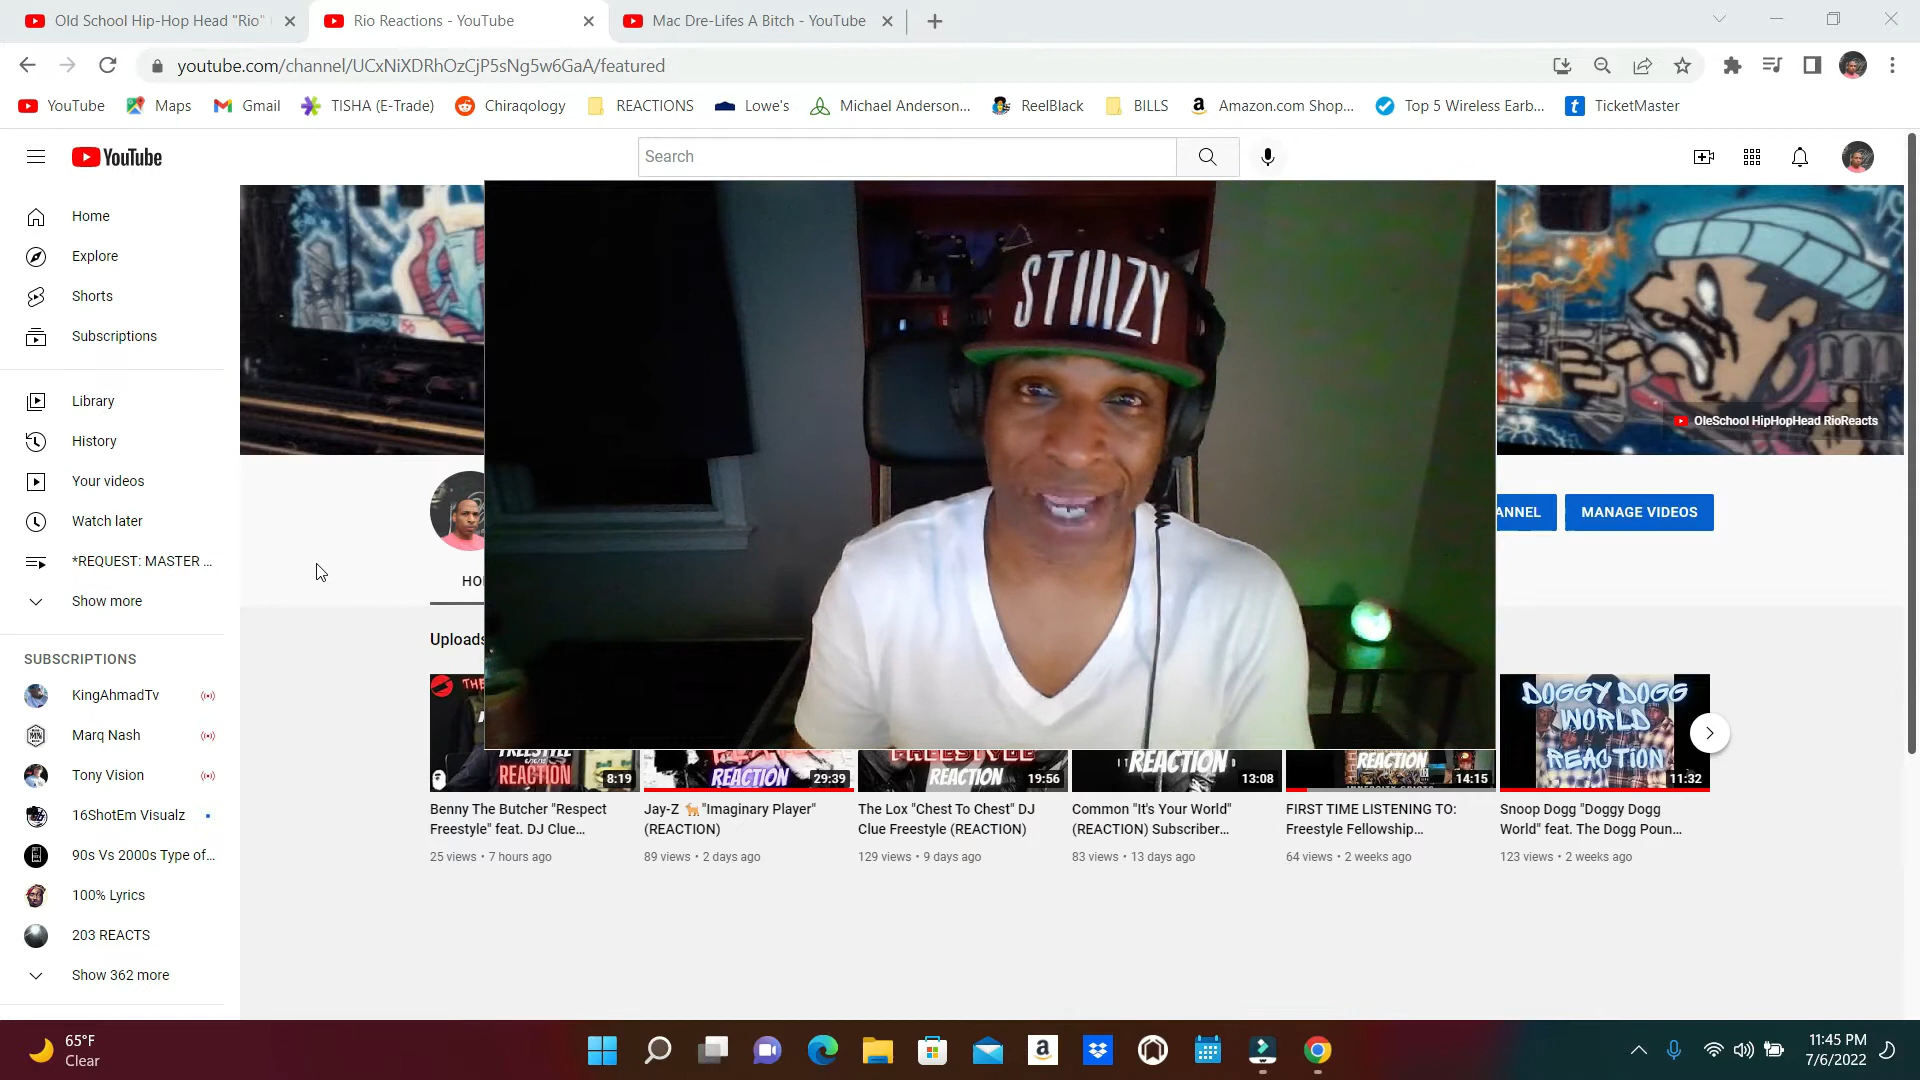 Old School Hip-Hop Head "Rio"
Rio Reactions - YouTube
Mac Dre-Lifes A Bitch - YouTube
youtube.com/channel/UCxNiXDRhOzCjP5sNg5w6GaA/featured
YouTube
Maps
Gmail
TISHA (E-Trade)
Chiraqology
REACTIONS
Lowe's
Michael Anderson...
ReelBlack
BILLS
Amazon.com Shop...
Top 5 Wireless Earb...
TicketMaster
YouTube
Search
Home
Explore
Shorts
Subscriptions
Library
History
Your videos
Watch later
*REQUEST: MASTER ...
Show more
SUBSCRIPTIONS
KingAhmadTv
Marq Nash
Tony Vision
16ShotEm Visualz
90s Vs 2000s Type of...
100% Lyrics
203 REACTS
Show 362 more
STIIIZY
OleSchool HipHopHead RioReacts
ANNEL
MANAGE VIDEOS
HO
Uploads
THE
FREESTYLE
REACTION
8:19
REACTION
29:39
FREESTYLE
REACTION
19:56
REACTION
13:08
REACTION
14:15
DOGGY DOGG
WORLD
REACTION
11:32
Benny The Butcher "Respect
Freestyle" feat. DJ Clue...
25 views • 7 hours ago
Jay-Z 🐐"Imaginary Player"
(REACTION)
89 views • 2 days ago
The Lox "Chest To Chest" DJ
Clue Freestyle (REACTION)
129 views • 9 days ago
Common "It's Your World"
(REACTION) Subscriber...
83 views • 13 days ago
FIRST TIME LISTENING TO:
Freestyle Fellowship...
64 views • 2 weeks ago
Snoop Dogg "Doggy Dogg
World" feat. The Dogg Poun...
123 views • 2 weeks ago
65°F
Clear
11:45 PM
7/6/2022